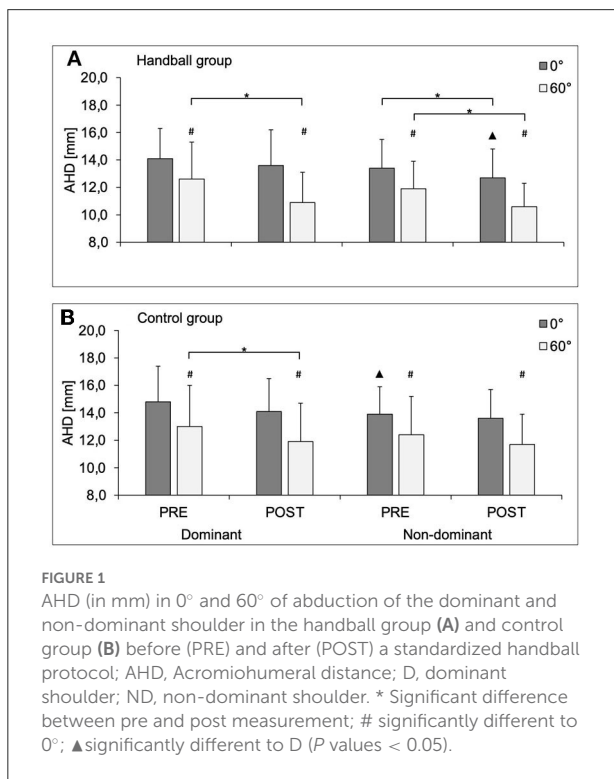 A Handball group
0°
60°
AHD [mm]
20,0
18,0
16,0
14,0
12,0
10,0
8,0
*
*
*
#
#
#
▲
#
B Control group
0°
60°
AHD [mm]
20,0
18,0
16,0
14,0
12,0
10,0
8,0
*
#
#
▲
#
#
PRE POST PRE POST
Dominant Non-dominant
FIGURE 1
AHD (in mm) in 0° and 60° of abduction of the dominant and
non-dominant shoulder in the handball group (A) and control
group (B) before (PRE) and after (POST) a standardized handball
protocol; AHD, Acromiohumeral distance; D, dominant
shoulder; ND, non-dominant shoulder. * Significant difference
between pre and post measurement; # significantly different to
0°; ▲significantly different to D (P values < 0.05).